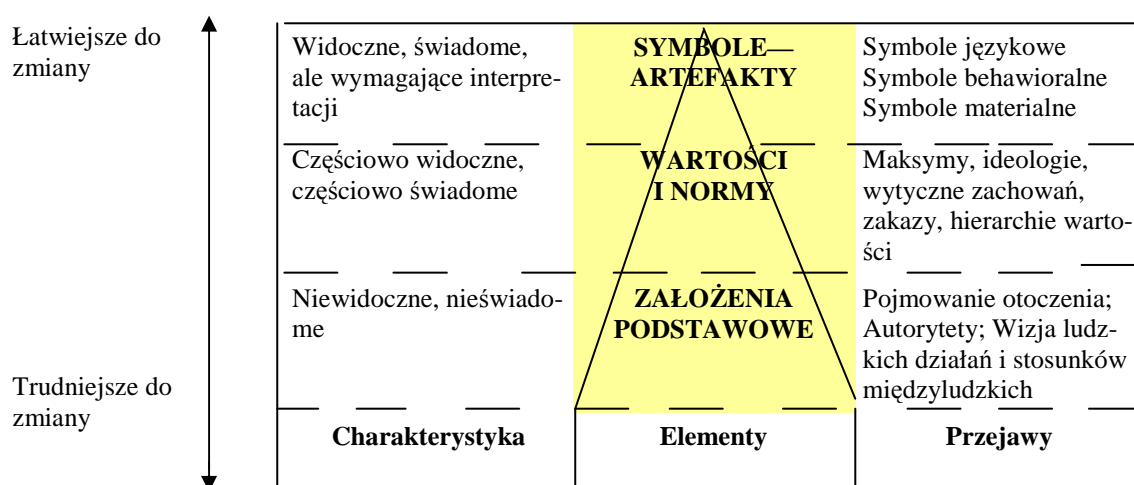 Łatwiejsze do
zmiany
Widoczne, świadome,
ale wymagające interpre-
tacji
SYMBOLE—
ARTEFAKTY
Symbole językowe
Symbole behawioralne
Symbole materialne
Częściowo widoczne,
częściowo świadome
WARTOŚCI
I NORMY
Maksymy, ideologie,
wytyczne zachowań,
zakazy, hierarchie warto-
ści
Niewidoczne, nieświado-
me
ZAŁOŻENIA
PODSTAWOWE
Pojmowanie otoczenia;
Autorytety; Wizja ludz-
kich działań i stosunków
międzyludzkich
Trudniejsze do
zmiany
Charakterystyka
Elementy
Przejawy